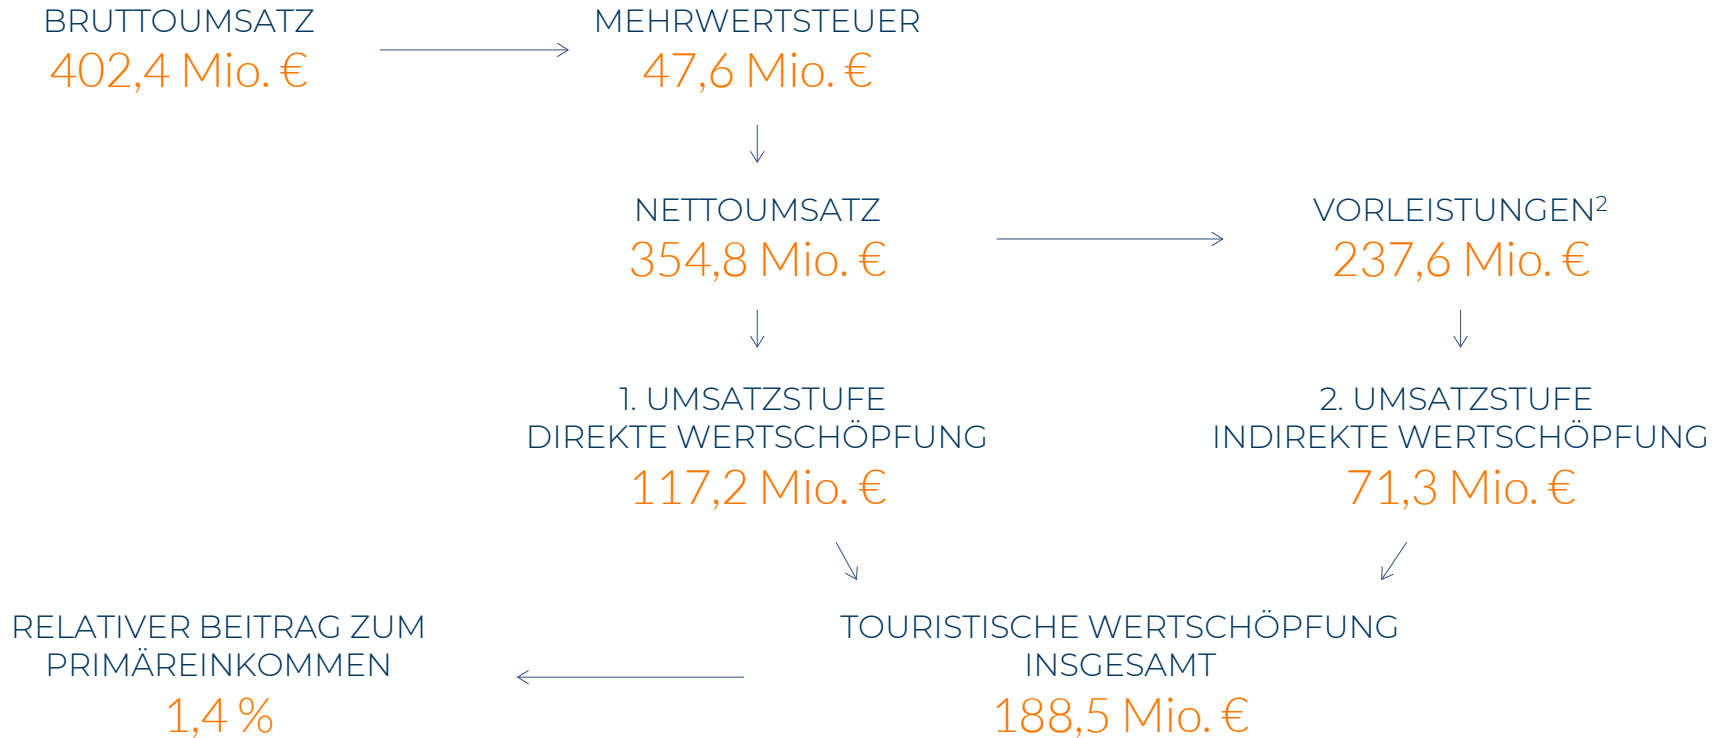 BRUTTOUMSATZ
402,4 Mio. €
MEHRWERTSTEUER
47,6 Mio. €
NETTOUMSATZ
354,8 Mio. €
VORLEISTUNGEN²
237,6 Mio. €
1. UMSATZSTUFE
DIREKTE WERTSCHÖPFUNG
117,2 Mio. €
2. UMSATZSTUFE
INDIREKTE WERTSCHÖPFUNG
71,3 Mio. €
RELATIVER BEITRAG ZUM
PRIMÄREINKOMMEN
1,4 %
TOURISTISCHE WERTSCHÖPFUNG
INSGESAMT
188,5 Mio. €